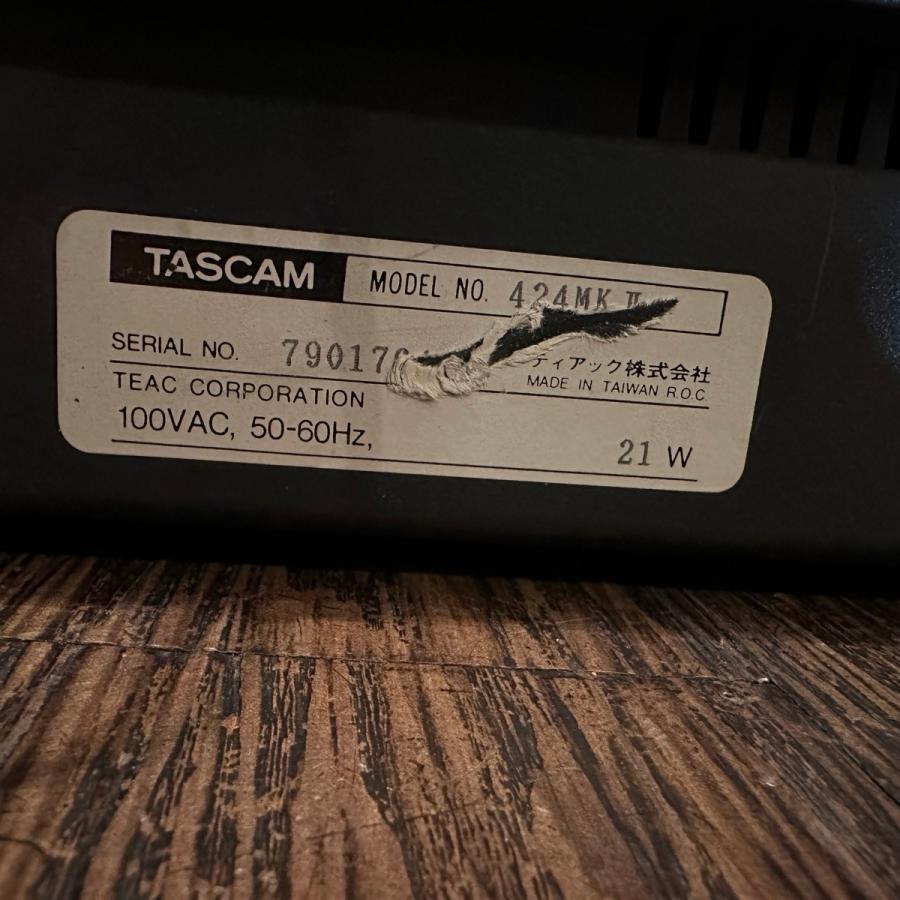 TASCAM MODEL NO. 424MK II
SERIAL NO.
ティアック株式会社
TEAC CORPORATION MADE IN TAIWAN R.O.C.
100VAC, 50-60Hz, 21 W